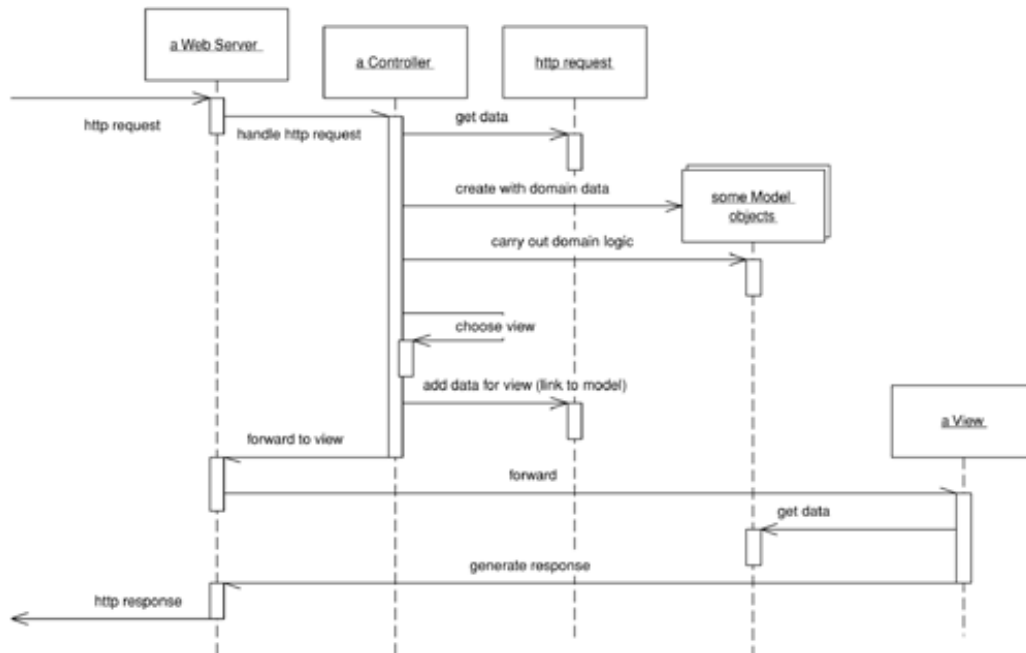 a Web Server
a Controller
http request
http request
handle http request
get data
create with domain data
some Model
objects
carry out domain logic
choose view
add data for view (link to model)
a View
forward to view
forward
get data
generate response
http response